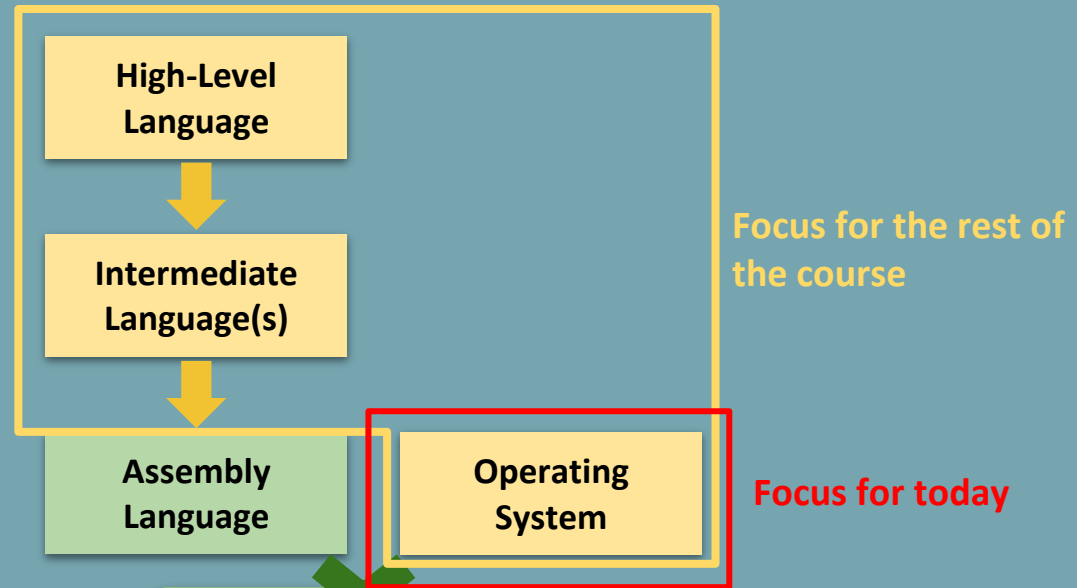 High-Level
Language
Intermediate
Language(s)
Focus for the rest of
the course
Assembly
Language
Operating
System
Focus for today